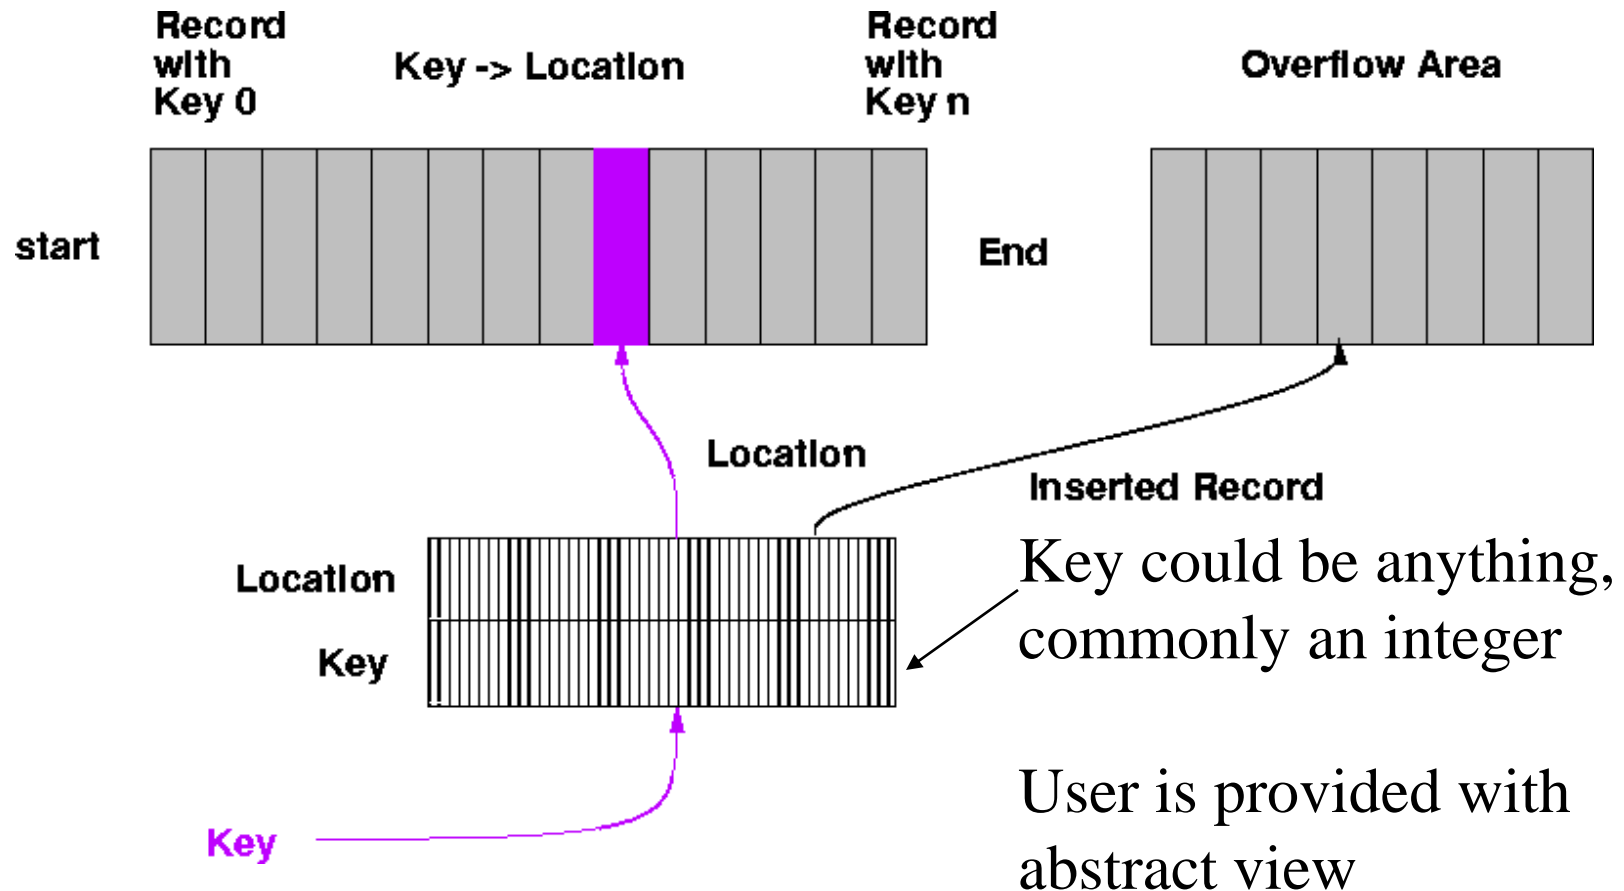 Record
with
Key 0
Key -> Location
Record
with
Key n
Overflow Area
start
End
Location
Inserted Record
Location
Key
Key could be anything,
commonly an integer
Key
User is provided with
abstract view